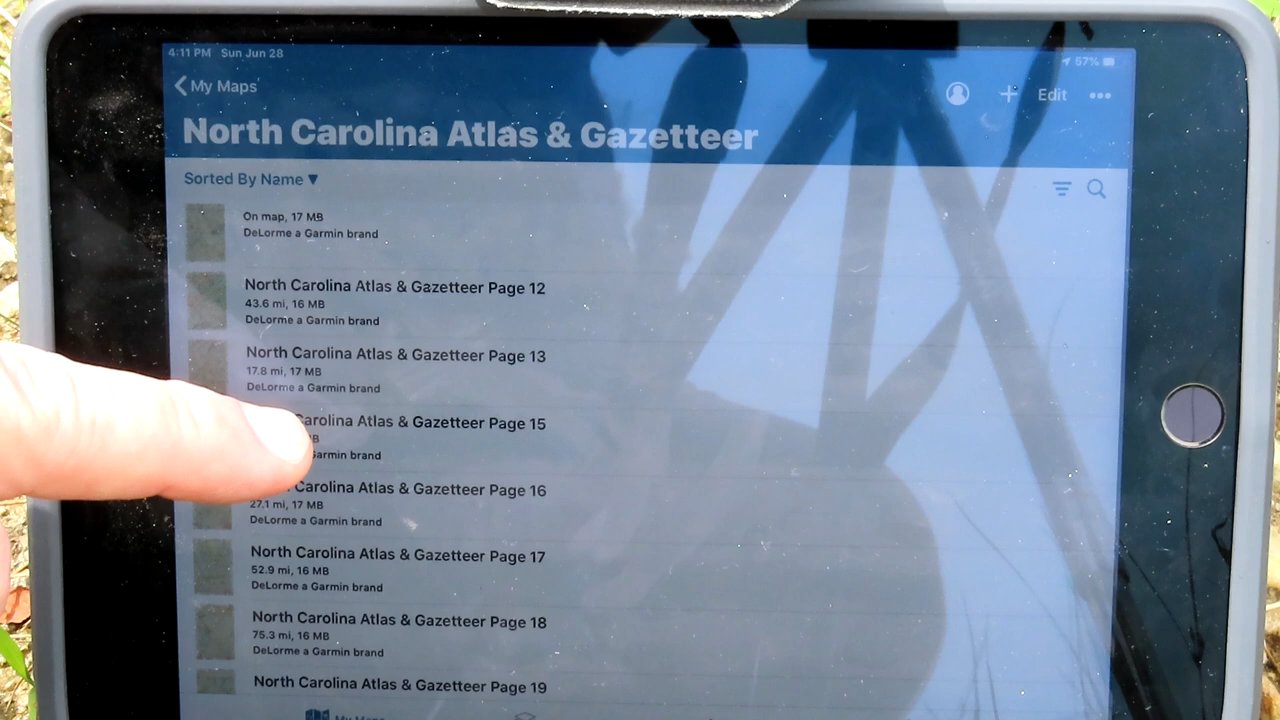 4:11 PM Sun Jun 28
57%
My Maps
Edit
North Carolina Atlas & Gazetteer
Sorted By Name ▼
On map, 17 MB
DeLorme a Garmin brand
North Carolina Atlas & Gazetteer Page 12
43.6 mi, 16 MB
DeLorme a Garmin brand
North Carolina Atlas & Gazetteer Page 13
17.8 mi, 17 MB
DeLorme a Garmin brand
Carolina Atlas & Gazetteer Page 15
Garmin brand
Carolina Atlas & Gazetteer Page 16
27.1 mi, 17 MB
DeLorme a Garmin brand
North Carolina Atlas & Gazetteer Page 17
52.9 mi, 16 MB
DeLorme a Garmin brand
North Carolina Atlas & Gazetteer Page 18
75.3 mi, 16 MB
DeLorme a Garmin brand
North Carolina Atlas & Gazetteer Page 19
My Maps